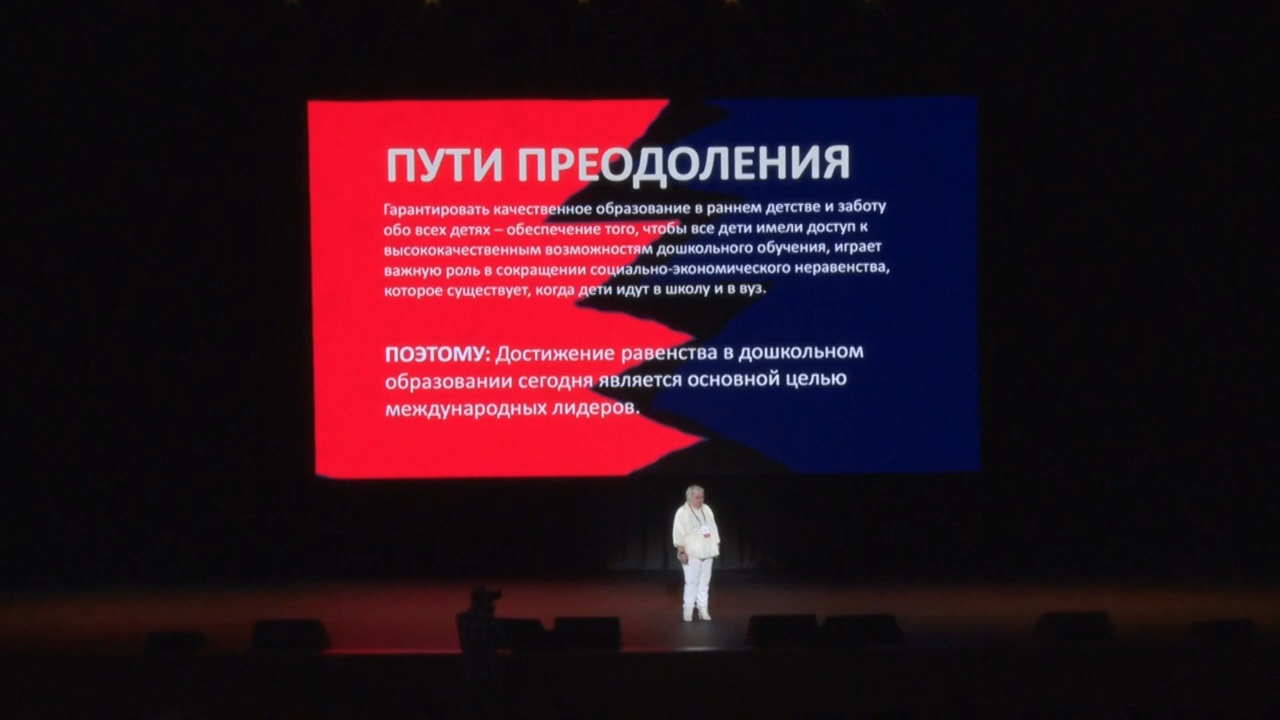 ПУТИ ПРЕОДОЛЕНИЯ
Гарантировать качественное образование в раннем детстве и заботу
обо всех детях – обеспечение того, чтобы все дети имели доступ к
высококачественным возможностям дошкольного обучения, играет
важную роль в сокращении социально-экономического неравенства,
которое существует, когда дети идут в школу и в вуз.
ПОЭТОМУ: Достижение равенства в дошкольном
образовании сегодня является основной целью
международных лидеров.